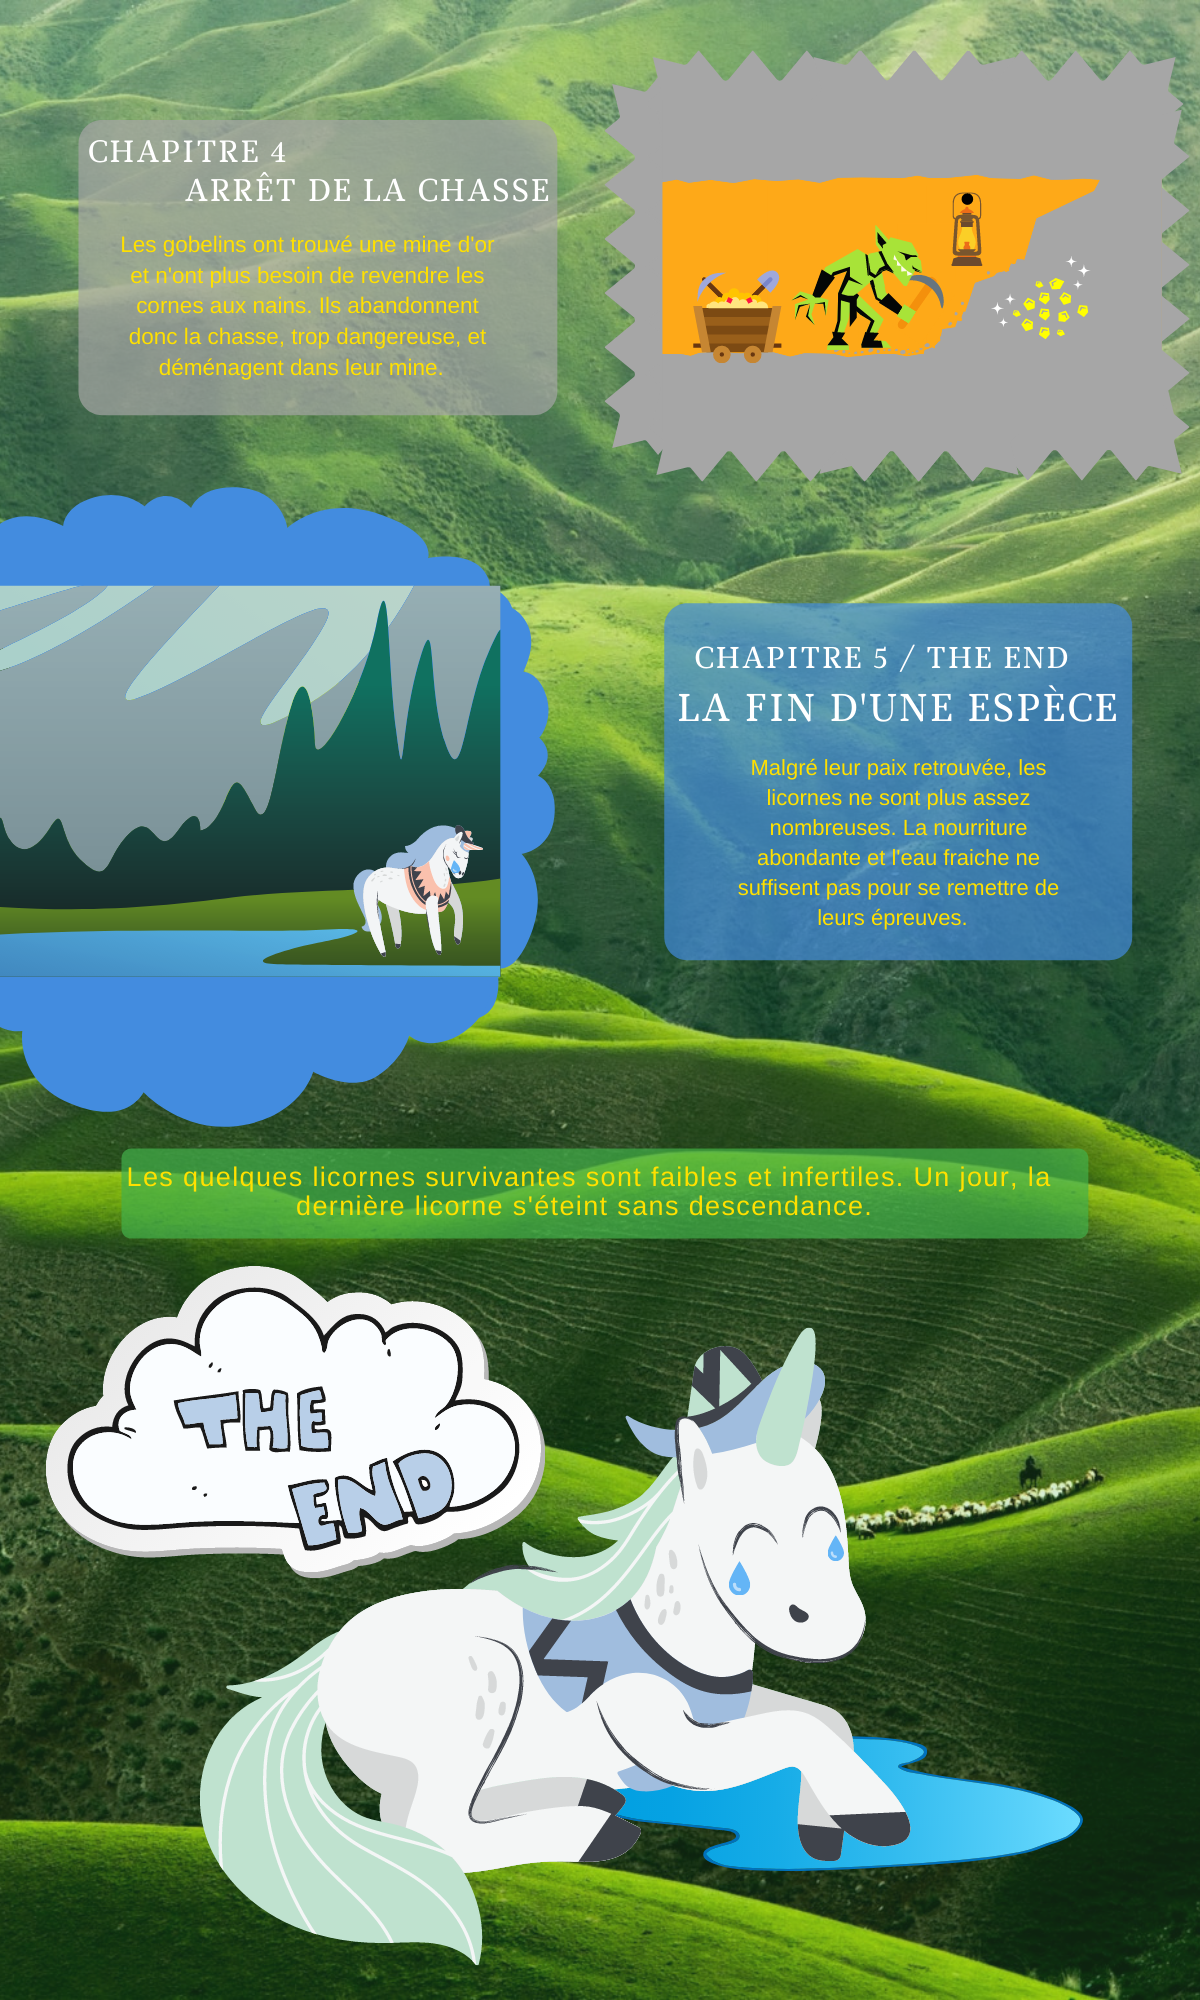 CHAPITRE 4
ARRÊT DE LA CHASSE
Les gobelins ont trouvé une mine d'or
et n'ont plus besoin de revendre les
cornes aux nains. Ils abandonnent
donc la chasse, trop dangereuse, et
déménagent dans leur mine.
CHAPITRE 5 / THE END
LA FIN D'UNE ESPÈCE
Malgré leur paix retrouvée, les
licornes ne sont plus assez
nombreuses. La nourriture
abondante et l'eau fraiche ne
suffisent pas pour se remettre de
leurs épreuves.
Les quelques licornes survivantes sont faibles et infertiles. Un jour, la
dernière licorne s'éteint sans descendance.
THE
END